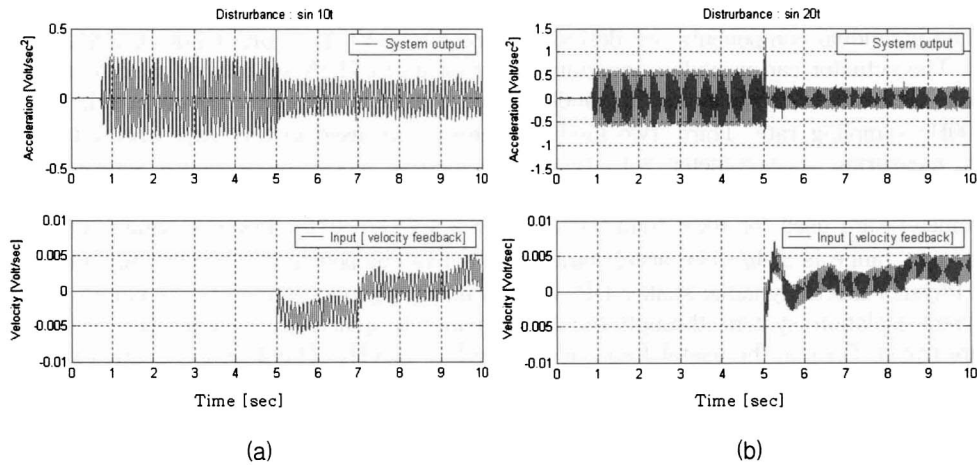 Distrurbance : sin 10t
System output
Acceleration [Volt/sec²]
0.5
0
-0.5
0 1 2 3 4 5 6 7 8 9 10
Input [ velocity feedback]
Velocity [Volt/sec]
0.01
0.005
0
-0.005
-0.01
0 1 2 3 4 5 6 7 8 9 10
Time [sec]
(a)
Distrurbance : sin 20t
System output
Acceleration [Volt/sec²]
1.5
1
0.5
0
-0.5
-1
-1.5
0 1 2 3 4 5 6 7 8 9 10
Input [ velocity feedback]
Velocity [Volt/sec]
0.01
0.005
0
0.005
0.01
0 1 2 3 4 5 6 7 8 9 10
Time [sec]
(b)